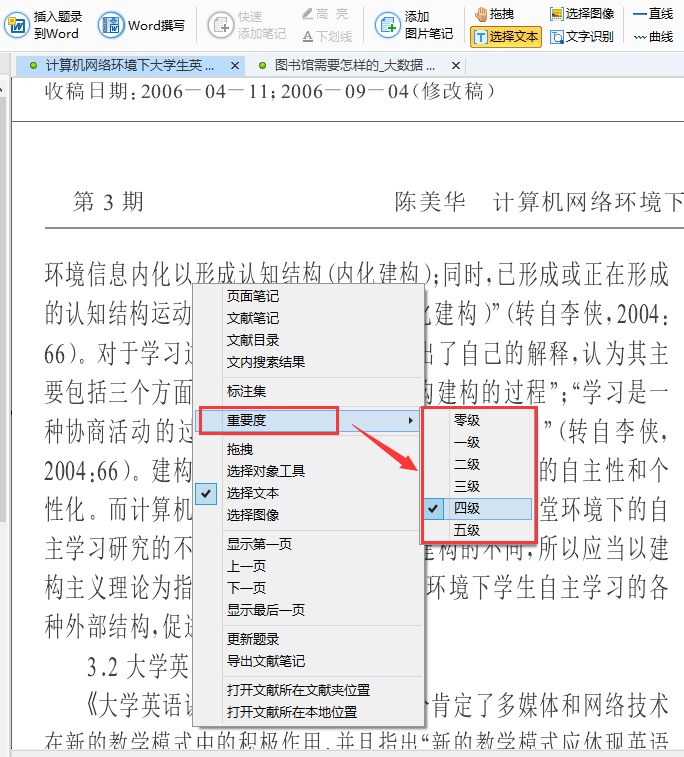 插入题录
到Word
Word撰写
快速
添加笔记
高 亮
下划线
添加
图片笔记
拖拽
选择文本
选择图像
文字识别
直线
曲线
计算机网络环境下大学生英 ...
图书馆需要怎样的_大数据 ...
收稿日期:2006-04-11;2006-09-04(修改稿)
第 3 期
陈美华 计算机网络环境下
环境信息内化以形成认知结构(内化建构);同时,已形成或正在形成
的认知结构运动
建构)”(转自李侠,2004:
66)。对于学习
出了自己的解释,认为其主
要包括三个方面
构建构的过程”;“学习是一
种协商活动的过
”(转自李侠,
2004:66)。建构
的自主性和个
性化。而计算机
堂环境下的自
主学习研究的不
建构的不同,所以应当以建
构主义理论为指
环境下学生自主学习的各
种外部结构,促进
3.2 大学英
《大学英语课
肯定了多媒体和网络技术
在新的教学模式中的积极作用,并且指出“新的教学模式应体现英语
页面笔记
文献笔记
文献目录
文内搜索结果
标注集
重要度
拖拽
选择对象工具
选择文本
选择图像
显示第一页
上一页
下一页
显示最后一页
更新题录
导出文献笔记
打开文献所在文献夹位置
打开文献所在本地位置
零级
一级
二级
三级
四级
五级